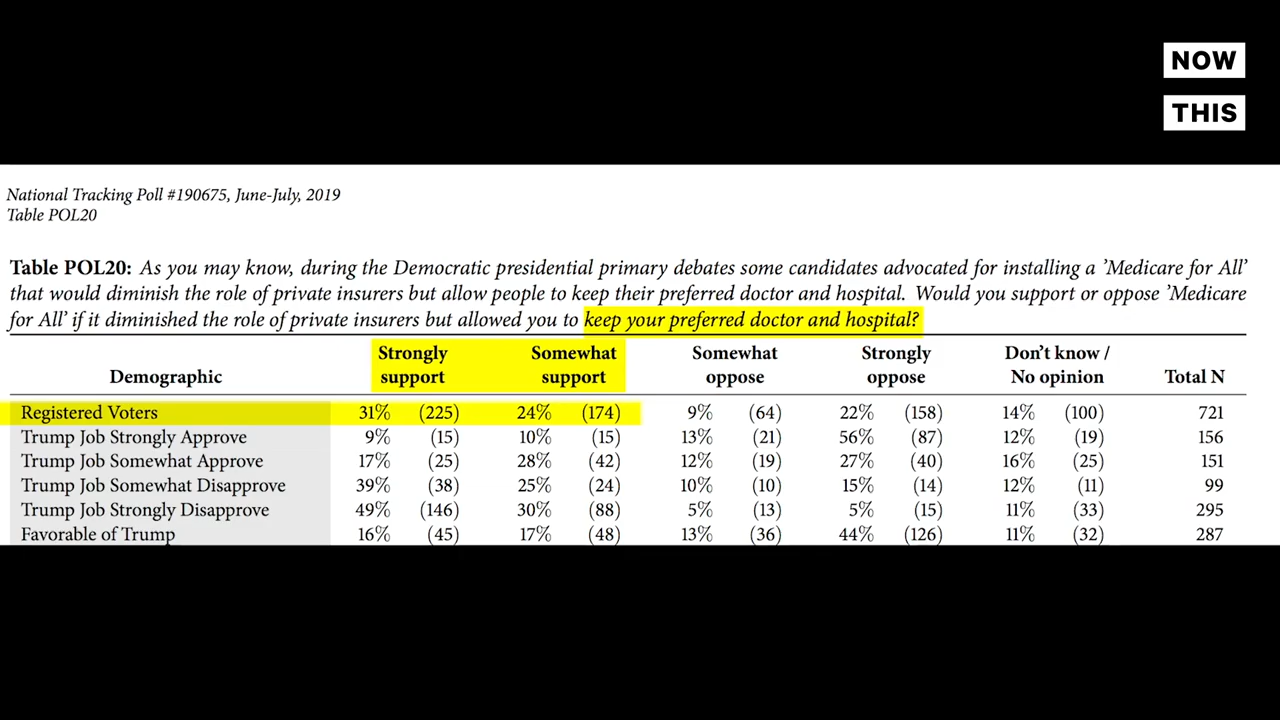 NOW
THIS
National Tracking Poll #190675, June-July, 2019
Table POL20
Table POL20: As you may know, during the Democratic presidential primary debates some candidates advocated for installing a ’Medicare for All’
that would diminish the role of private insurers but allow people to keep their preferred doctor and hospital. Would you support or oppose ’Medicare
for All’ if it diminished the role of private insurers but allowed you to keep your preferred doctor and hospital?
Strongly Somewhat Somewhat Strongly Don’t know /
Demographic support support oppose oppose No opinion Total N
Registered Voters 31% (225) 24% (174) 9% (64) 22% (158) 14% (100) 721
Trump Job Strongly Approve 9% (15) 10% (15) 13% (21) 56% (87) 12% (19) 156
Trump Job Somewhat Approve 17% (25) 28% (42) 12% (19) 27% (40) 16% (25) 151
Trump Job Somewhat Disapprove 39% (38) 25% (24) 10% (10) 15% (14) 12% (11) 99
Trump Job Strongly Disapprove 49% (146) 30% (88) 5% (13) 5% (15) 11% (33) 295
Favorable of Trump 16% (45) 17% (48) 13% (36) 44% (126) 11% (32) 287